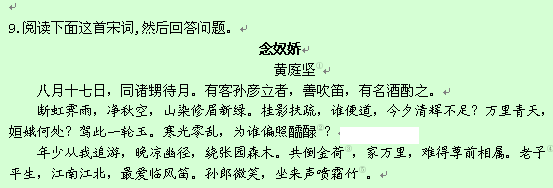 9.阅读下面这首宋词,然后回答问题。
念奴娇
黄庭坚①
八月十七日，同诸甥待月。有客孙彦立者，善吹笛，有名酒酌之。
断虹霁雨，净秋空，山染修眉新绿。桂影扶疏，谁便道，今夕清辉不足？万里青天，
姮娥何处？驾此一轮玉。寒光零乱，为谁偏照醽醁②？
年少从我追游，晚凉幽径，绕张园森木。共倒金荷③，家万里，难得尊前相属。老子④
平生，江南江北，最爱临风笛。孙郎微笑，坐来声喷霜竹⑤。